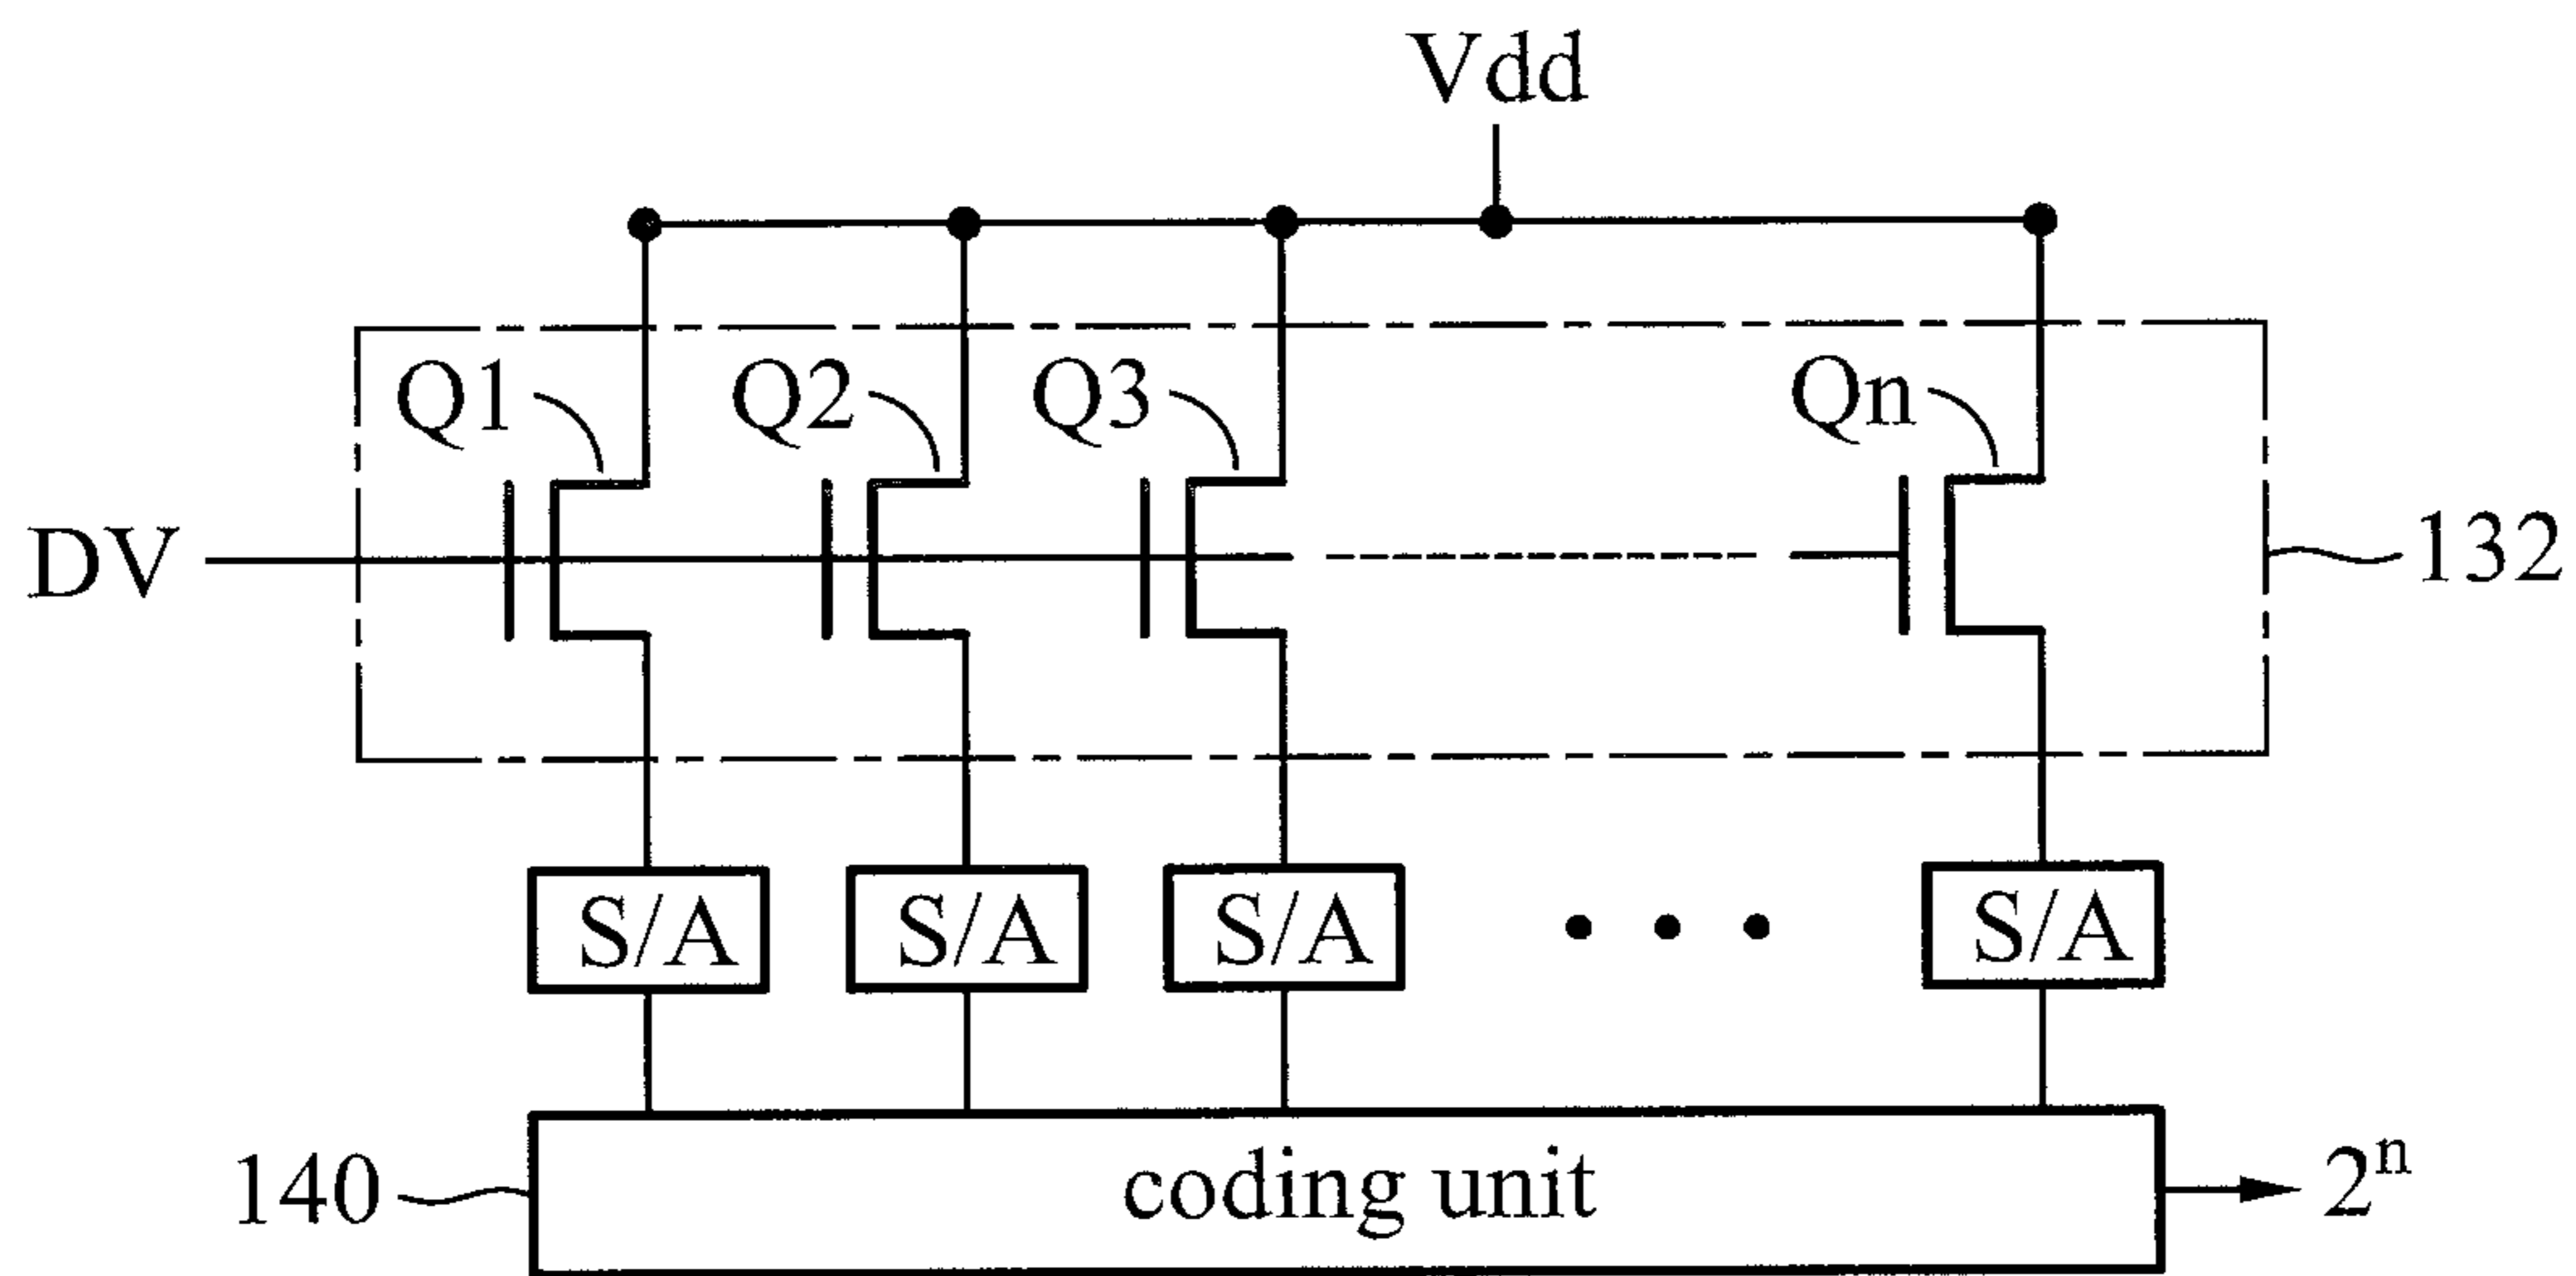 Vdd
Q1 Q2 Q3 Qn
DV 132
S/A S/A S/A • • • S/A
140 coding unit 2ⁿ